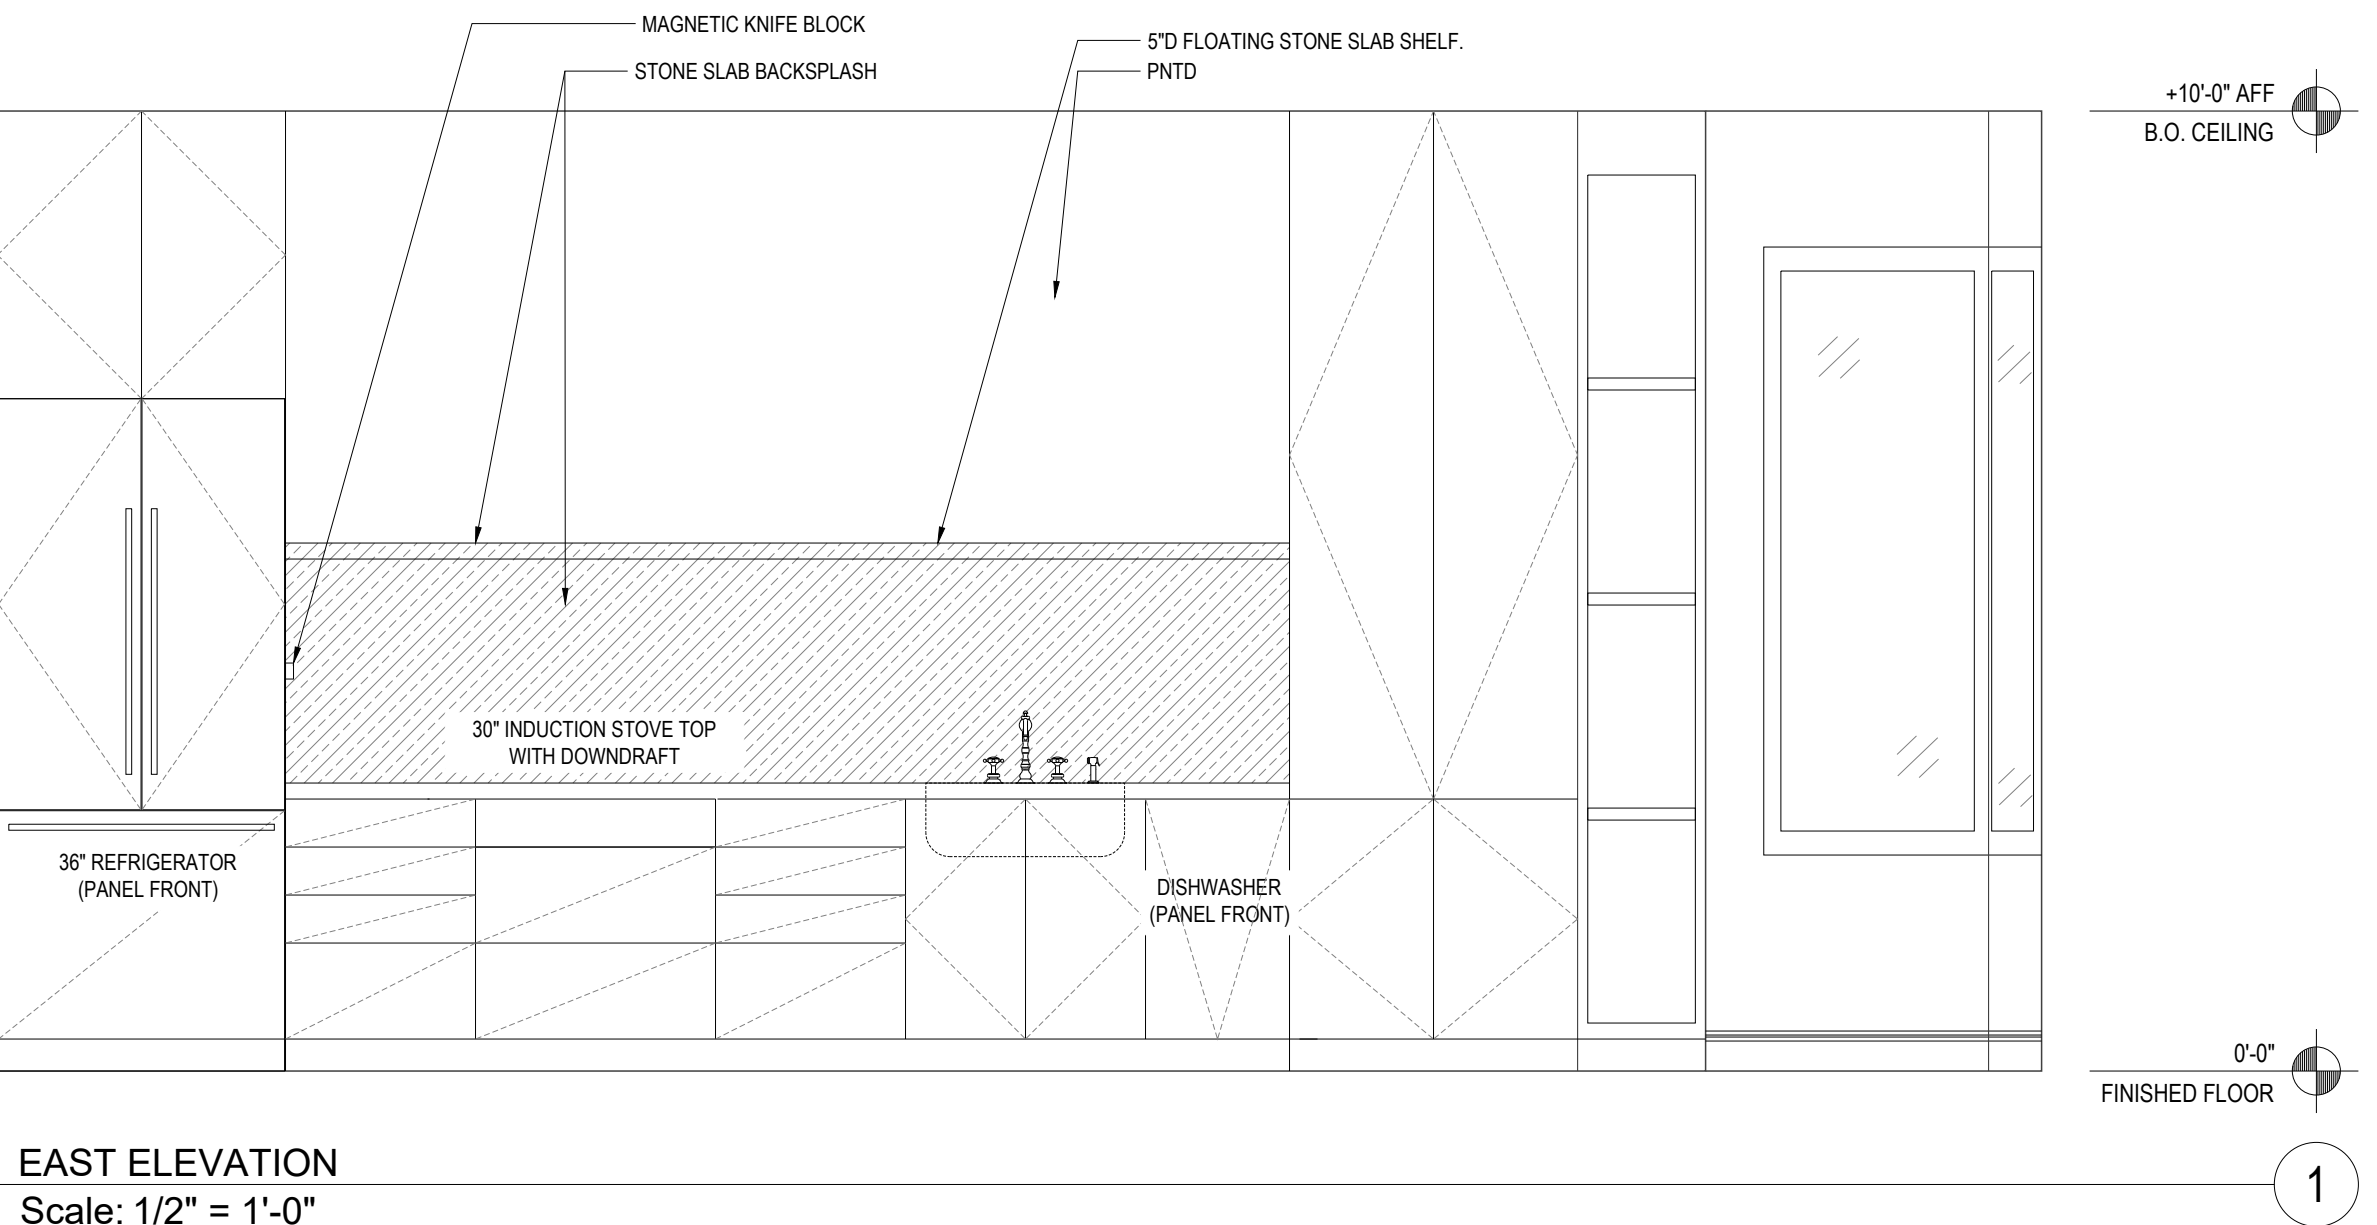 MAGNETIC KNIFE BLOCK
STONE SLAB BACKSPLASH
5"D FLOATING STONE SLAB SHELF.
PNTD
+10'-0" AFF
B.O. CEILING
30" INDUCTION STOVE TOP
WITH DOWNDRAFT
36" REFRIGERATOR
(PANEL FRONT)
DISHWASHER
(PANEL FRONT)
0'-0"
FINISHED FLOOR
EAST ELEVATION
Scale: 1/2" = 1'-0"
1